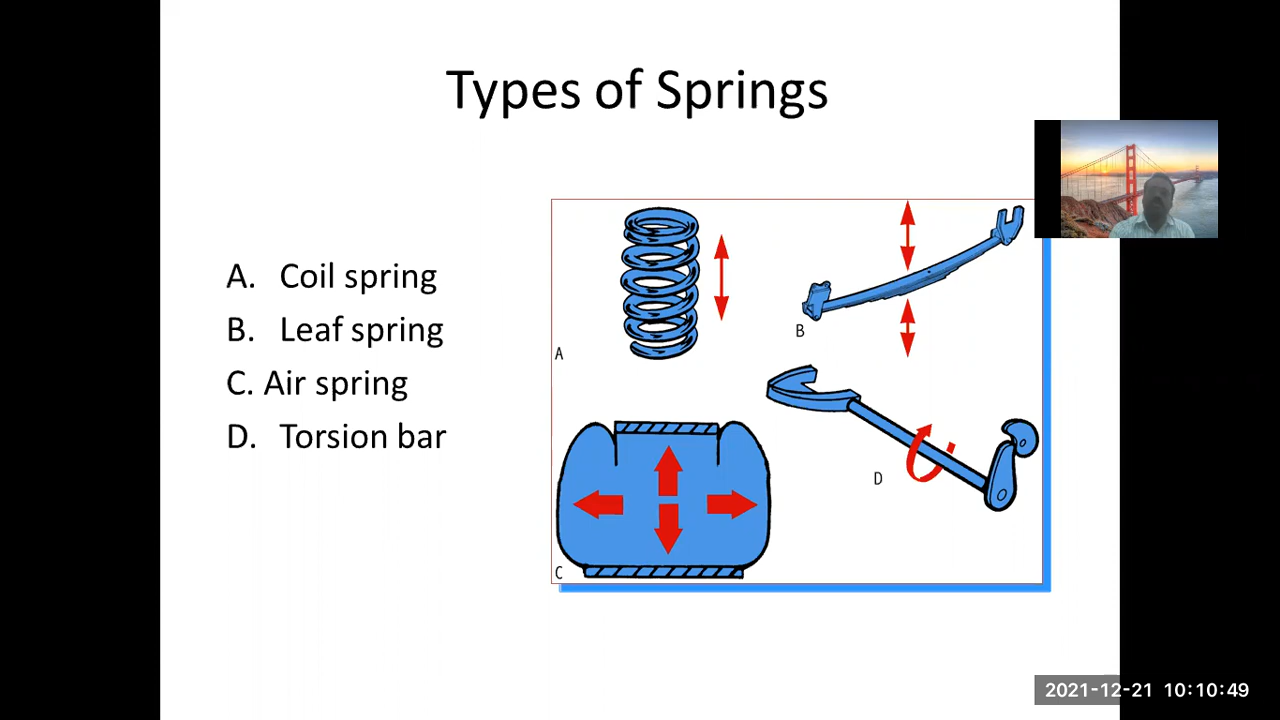 Types of Springs
A. Coil spring
B. Leaf spring
C. Air spring
D. Torsion bar
A
B
C
D
2021-12-21 10:10:49